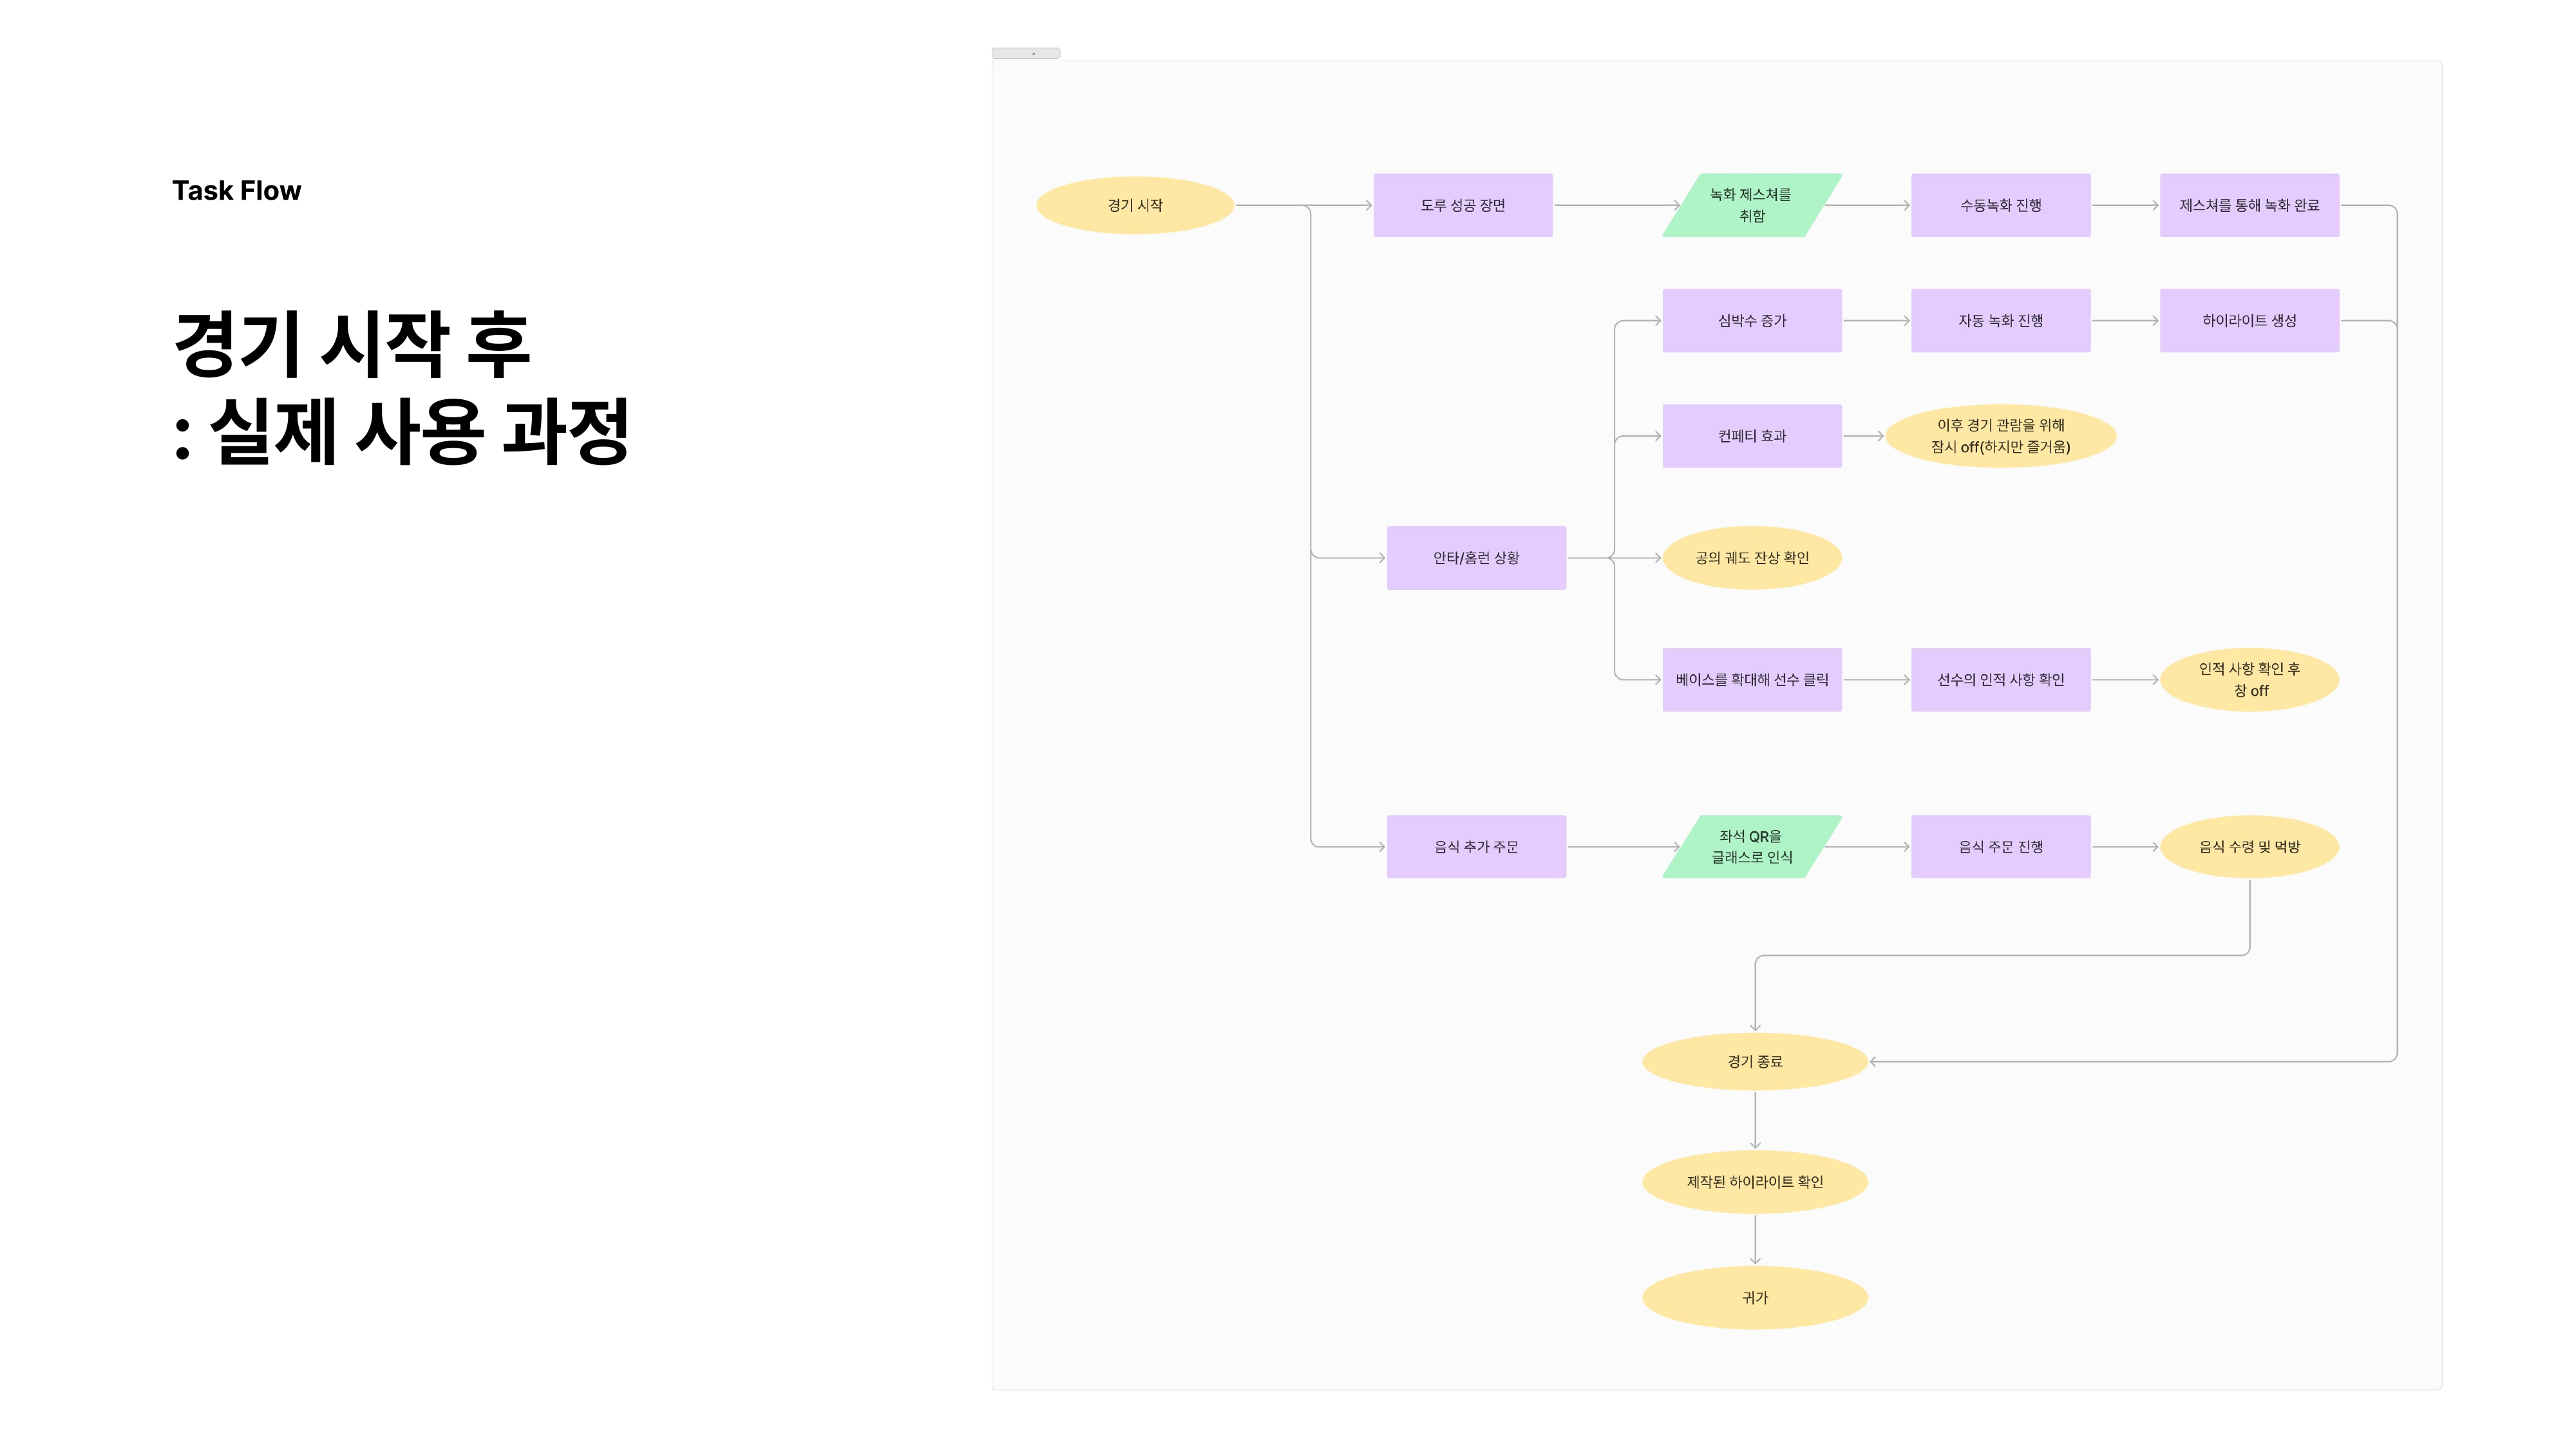 Task Flow
경기 시작 후
: 실제 사용 과정
경기 시작
도루 성공 장면
녹화 제스쳐를
취함
수동녹화 진행
제스쳐를 통해 녹화 완료
심박수 증가
자동 녹화 진행
하이라이트 생성
컨페티 효과
이후 경기 관람을 위해
잠시 off(하지만 즐거움)
안타/홈런 상황
공의 궤도 잔상 확인
베이스를 확대해 선수 클릭
선수의 인적 사항 확인
인적 사항 확인 후
창 off
음식 추가 주문
좌석 QR을
글래스로 인식
음식 주문 진행
음식 수령 및 먹방
경기 종료
제작된 하이라이트 확인
귀가